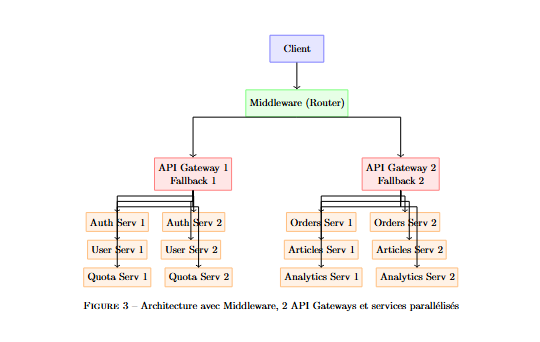 Client
Middleware (Router)
API Gateway 1
Fallback 1
API Gateway 2
Fallback 2
Auth Serv 1
Auth Serv 2
Orders Serv 1
Orders Serv 2
User Serv 1
User Serv 2
Articles Serv 1
Articles Serv 2
Quota Serv 1
Quota Serv 2
Analytics Serv 1
Analytics Serv 2
FIGURE 3 – Architecture avec Middleware, 2 API Gateways et services parallélisés